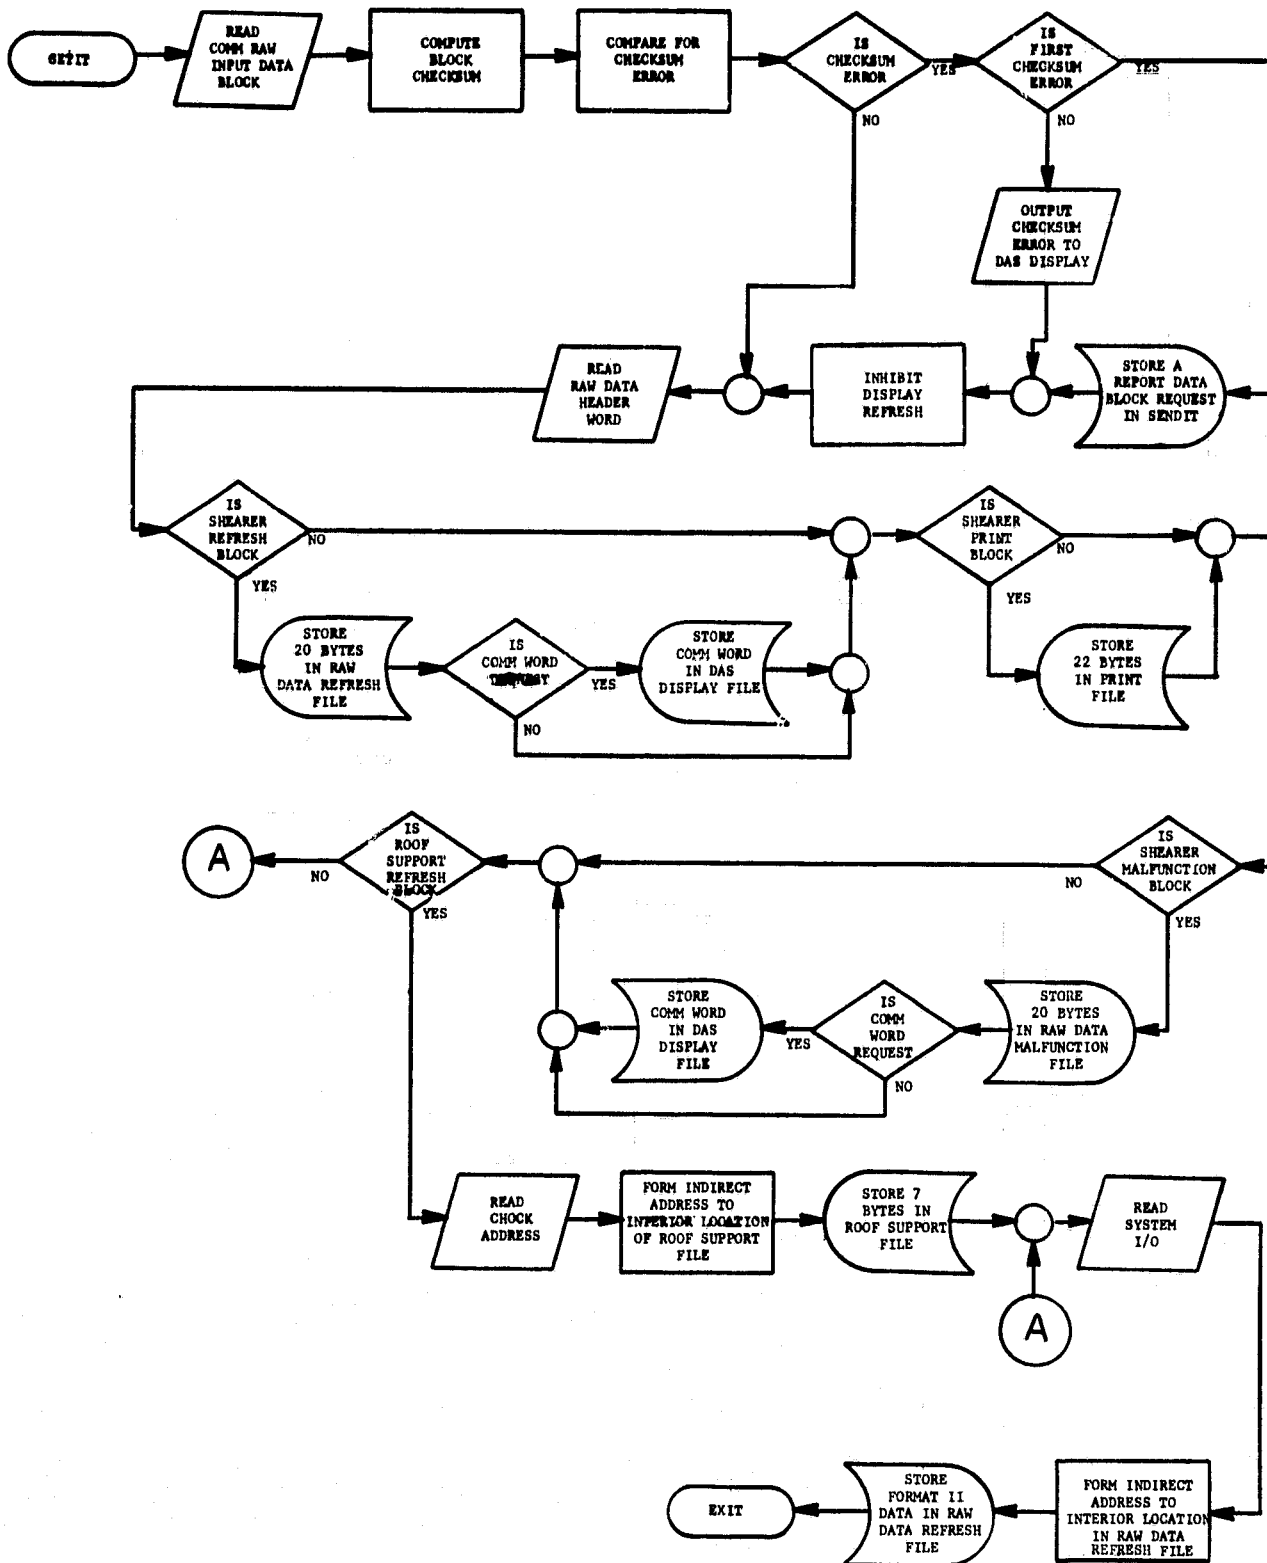 GETIT
READ
COMM RAW
INPUT DATA
BLOCK
COMPUTE
BLOCK
CHECKSUM
COMPARE FOR
CHECKSUM
ERROR
IS
CHECKSUM
ERROR
YES
NO
IS
FIRST
CHECKSUM
ERROR
YES
NO
OUTPUT
CHECKSUM
ERROR TO
DAS DISPLAY
STORE A
REPORT DATA
BLOCK REQUEST
IN SENDIT
INHIBIT
DISPLAY
REFRESH
READ
RAW DATA
HEADER
WORD
IS
SHEARER
REFRESH
BLOCK
NO
YES
STORE
20 BYTES
IN RAW
DATA REFRESH
FILE
IS
COMM WORD
YES
NO
STORE
COMM WORD
IN DAS
DISPLAY FILE
IS
SHEARER
PRINT
BLOCK
NO
YES
STORE
22 BYTES
IN PRINT
FILE
IS
SHEARER
MALFUNCTION
BLOCK
NO
YES
STORE
20 BYTES
IN RAW DATA
MALFUNCTION
FILE
IS
COMM
WORD
REQUEST
YES
NO
STORE
COMM WORD
IN DAS
DISPLAY
FILE
IS
ROOF
SUPPORT
REFRESH
BLOCK
NO
YES
A
READ
CHOCK
ADDRESS
FORM INDIRECT
ADDRESS TO
INTERIOR LOCATION
OF ROOF SUPPORT
FILE
STORE 7
BYTES IN
ROOF SUPPORT
FILE
A
READ
SYSTEM
I/O
FORM INDIRECT
ADDRESS TO
INTERIOR LOCATION
IN RAW DATA
REFRESH FILE
STORE
FORMAT II
DATA IN RAW
DATA REFRESH
FILE
EXIT